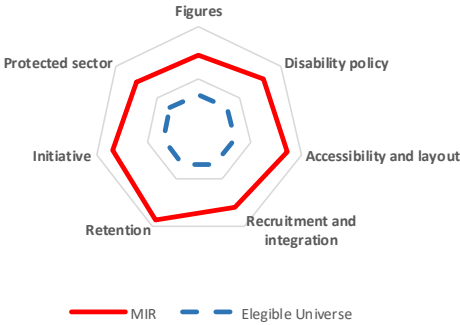 Figures
Protected sector
Disability policy
Initiative
Accessibility and layout
Retention
Recruitment and
integration
MIR
Elegible Universe